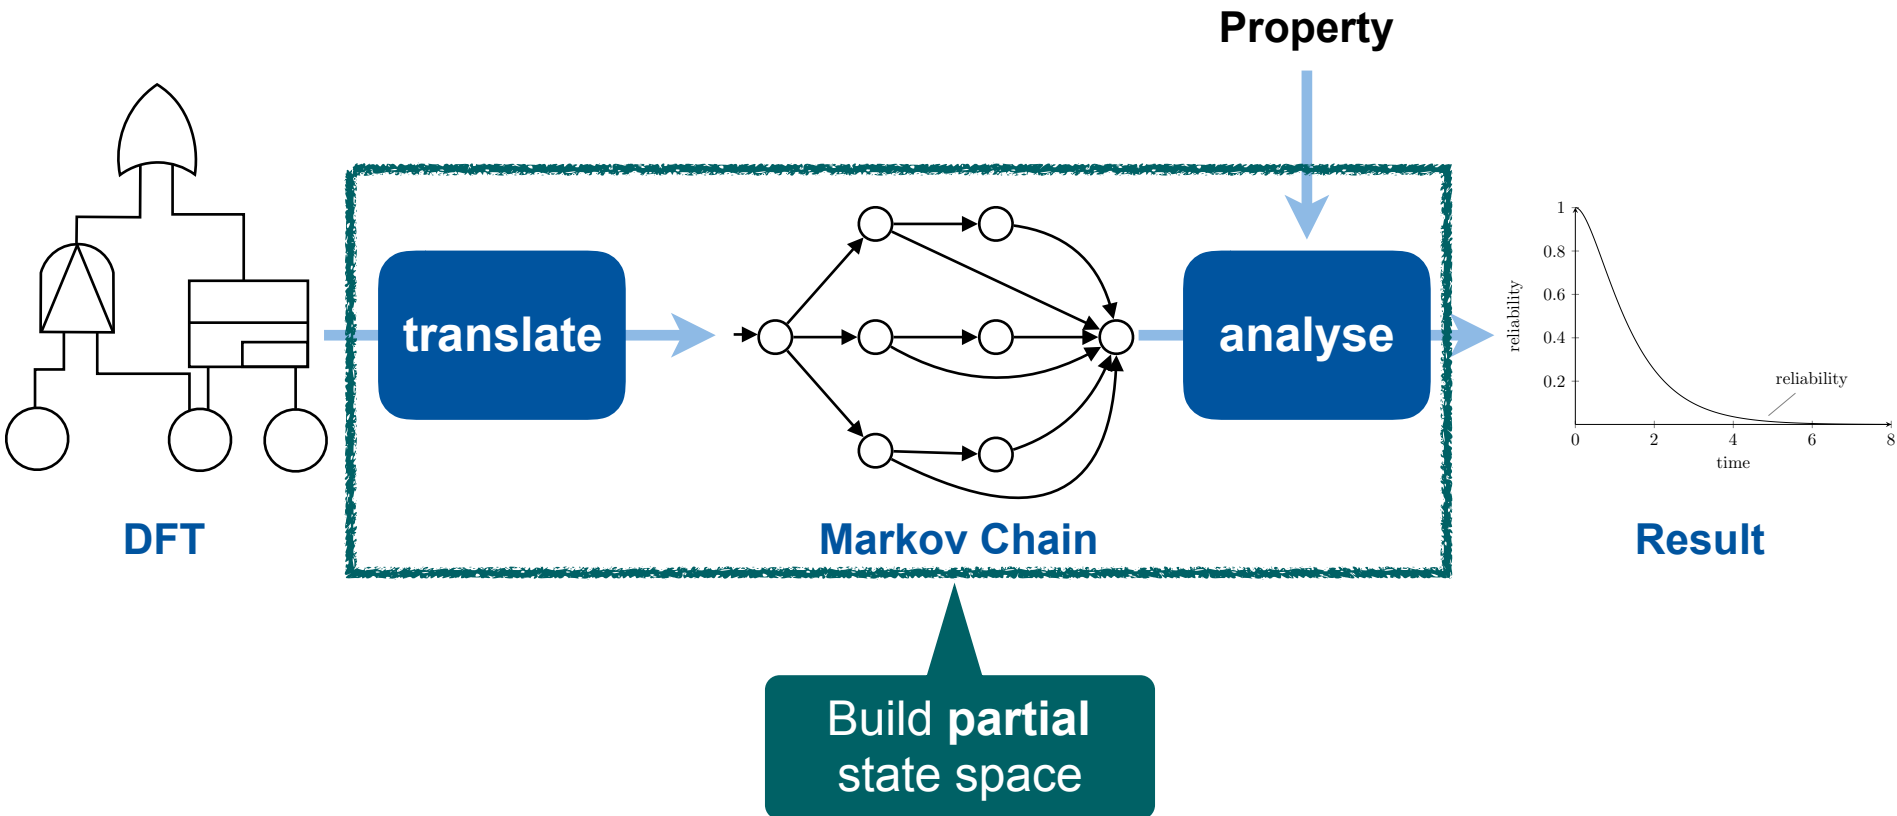 Property
translate
analyse
DFT
Markov Chain
Result
1
0.8
0.6
0.4
0.2
0
2
4
6
8
reliability
time
reliability
Build partial
state space